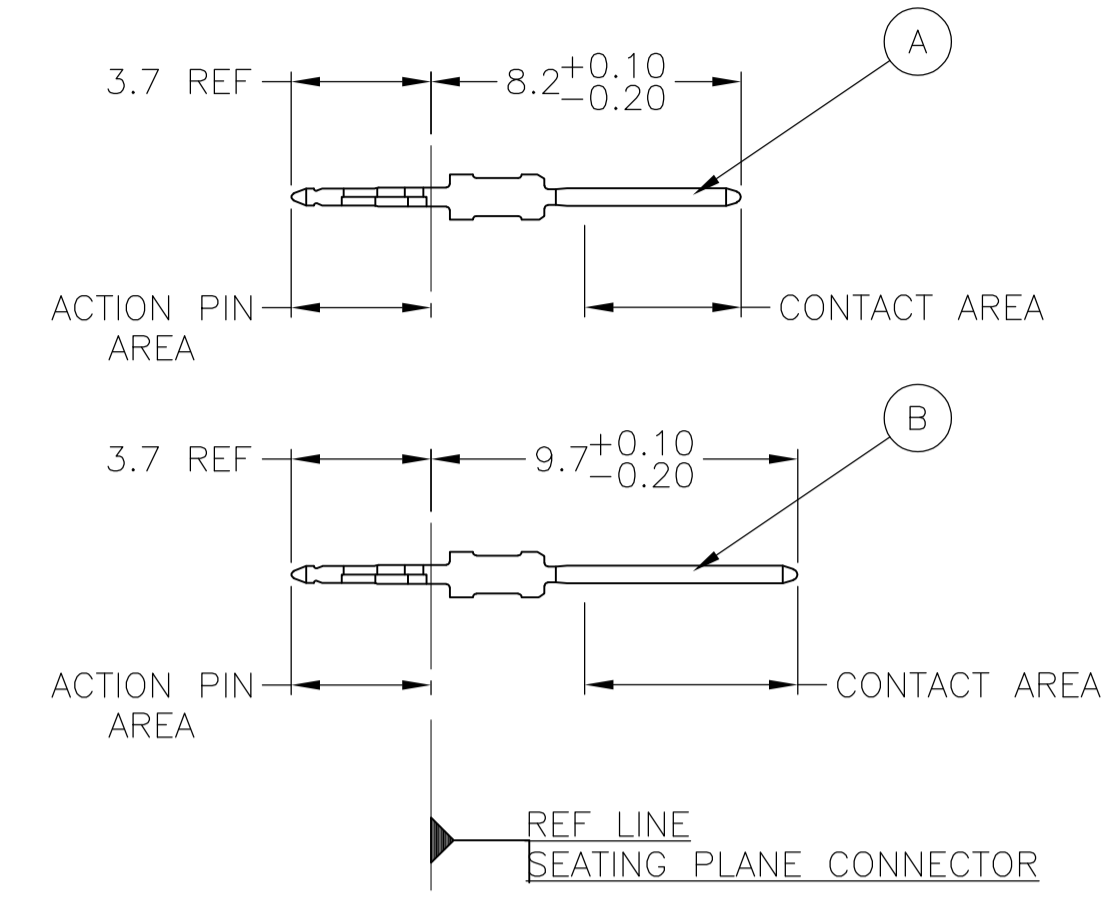 A
3.7 REF
8.2 +0.10
-0.20
ACTION PIN
AREA
CONTACT AREA
B
3.7 REF
9.7 +0.10
-0.20
ACTION PIN
AREA
CONTACT AREA
REF LINE
SEATING PLANE CONNECTOR